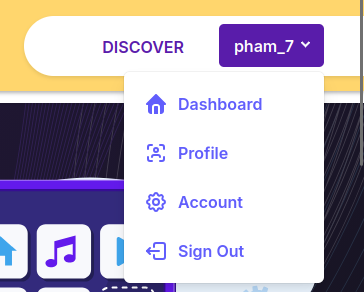 DISCOVER pham_7
Dashboard
Profile
Account
Sign Out